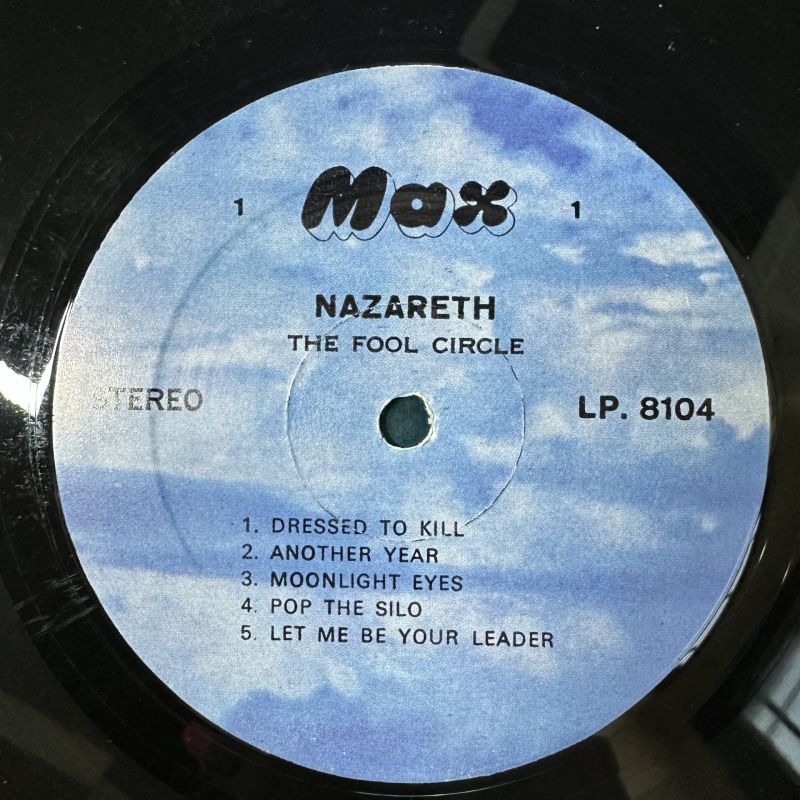 1 Max 1
NAZARETH
THE FOOL CIRCLE
STEREO
LP. 8104
1. DRESSED TO KILL
2. ANOTHER YEAR
3. MOONLIGHT EYES
4. POP THE SILO
5. LET ME BE YOUR LEADER